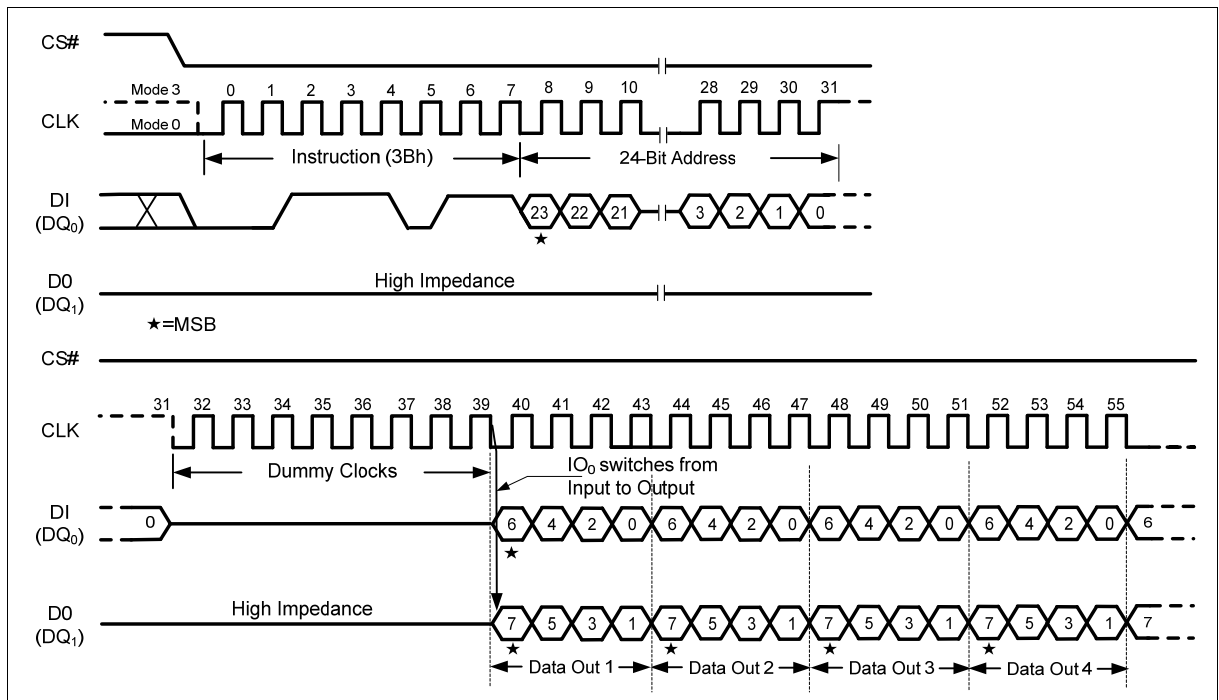 CS#
Mode 3 0 1 2 3 4 5 6 7 8 9 10 28 29 30 31
CLK Mode 0
Instruction (3Bh) 24-Bit Address
DI
(DQ0) 23 22 21 3 2 1 0
★
D0
(DQ1) High Impedance
★=MSB
CS#
31 32 33 34 35 36 37 38 39 40 41 42 43 44 45 46 47 48 49 50 51 52 53 54 55
CLK
Dummy Clocks
IO0 switches from
Input to Output
DI
(DQ0) 0 6 4 2 0 6 4 2 0 6 4 2 0 6 4 2 0 6
★
D0
(DQ1) High Impedance 7 5 3 1 7 5 3 1 7 5 3 1 7 5 3 1 7
★ ★ ★ ★
Data Out 1 Data Out 2 Data Out 3 Data Out 4